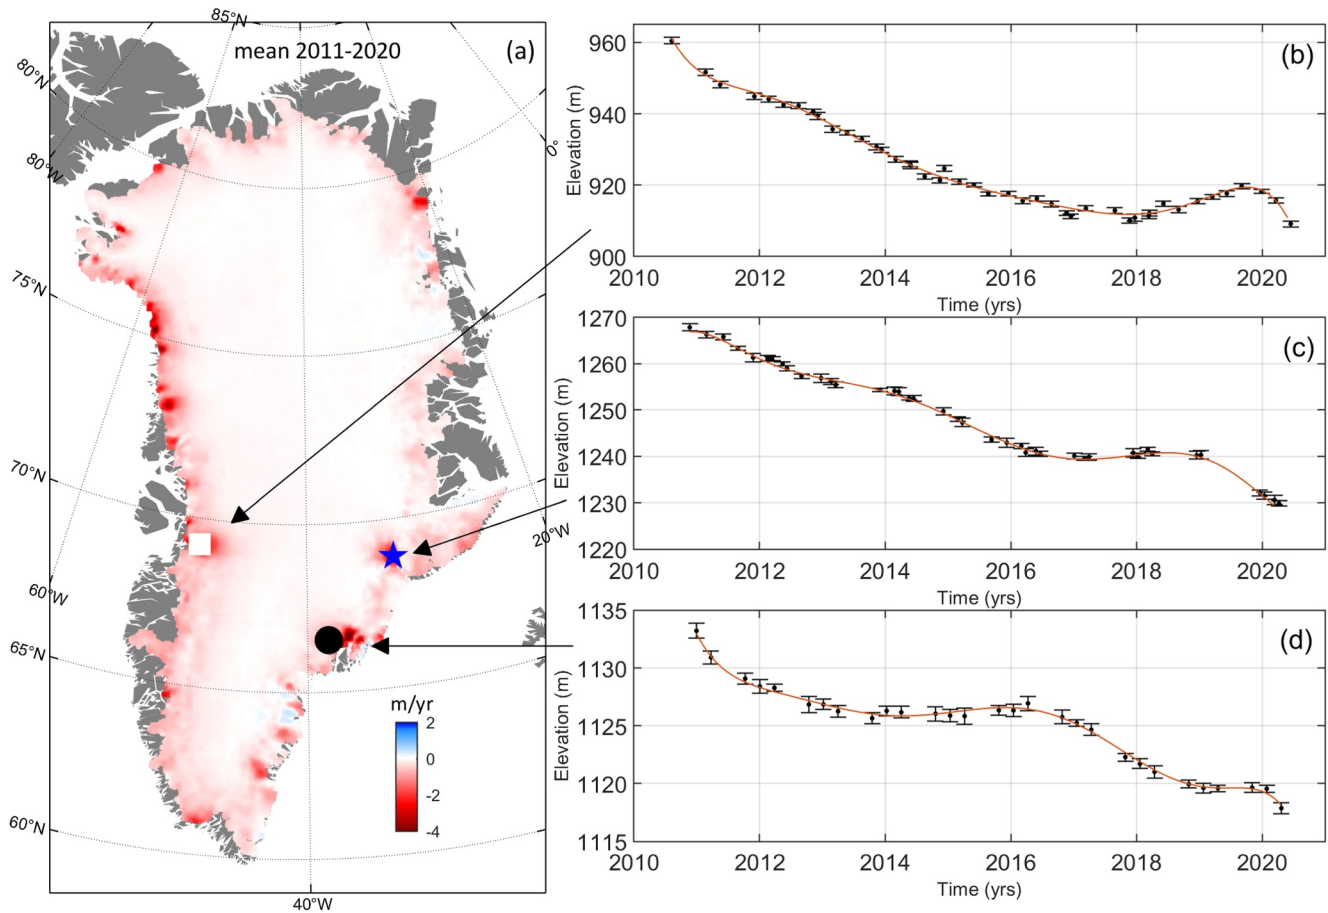 85°N
mean 2011-2020
(a)
80°N
80°W
0°
75°N
70°N
20°W
60°W
65°N
m/yr
2
0
-2
-4
60°N
40°W
(b)
960
940
920
900
Elevation (m)
2010 2012 2014 2016 2018 2020
Time (yrs)
(c)
1270
1260
1250
1240
1230
1220
Elevation (m)
2010 2012 2014 2016 2018 2020
Time (yrs)
(d)
1135
1130
1125
1120
1115
Elevation (m)
2010 2012 2014 2016 2018 2020
Time (yrs)